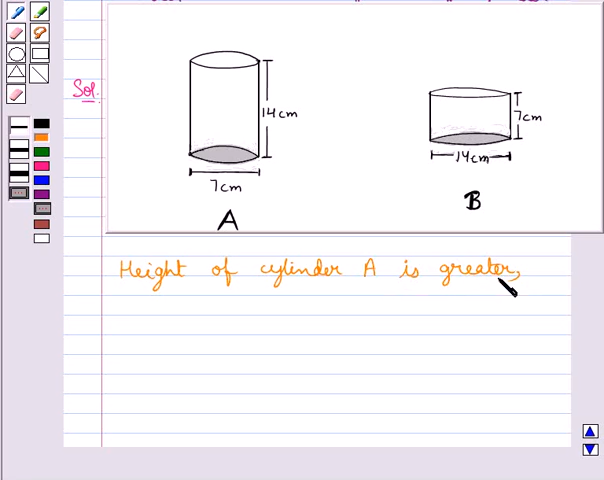 Sol.
14cm
7cm
A
7cm
14cm
B
Height of cylinder A is greater,